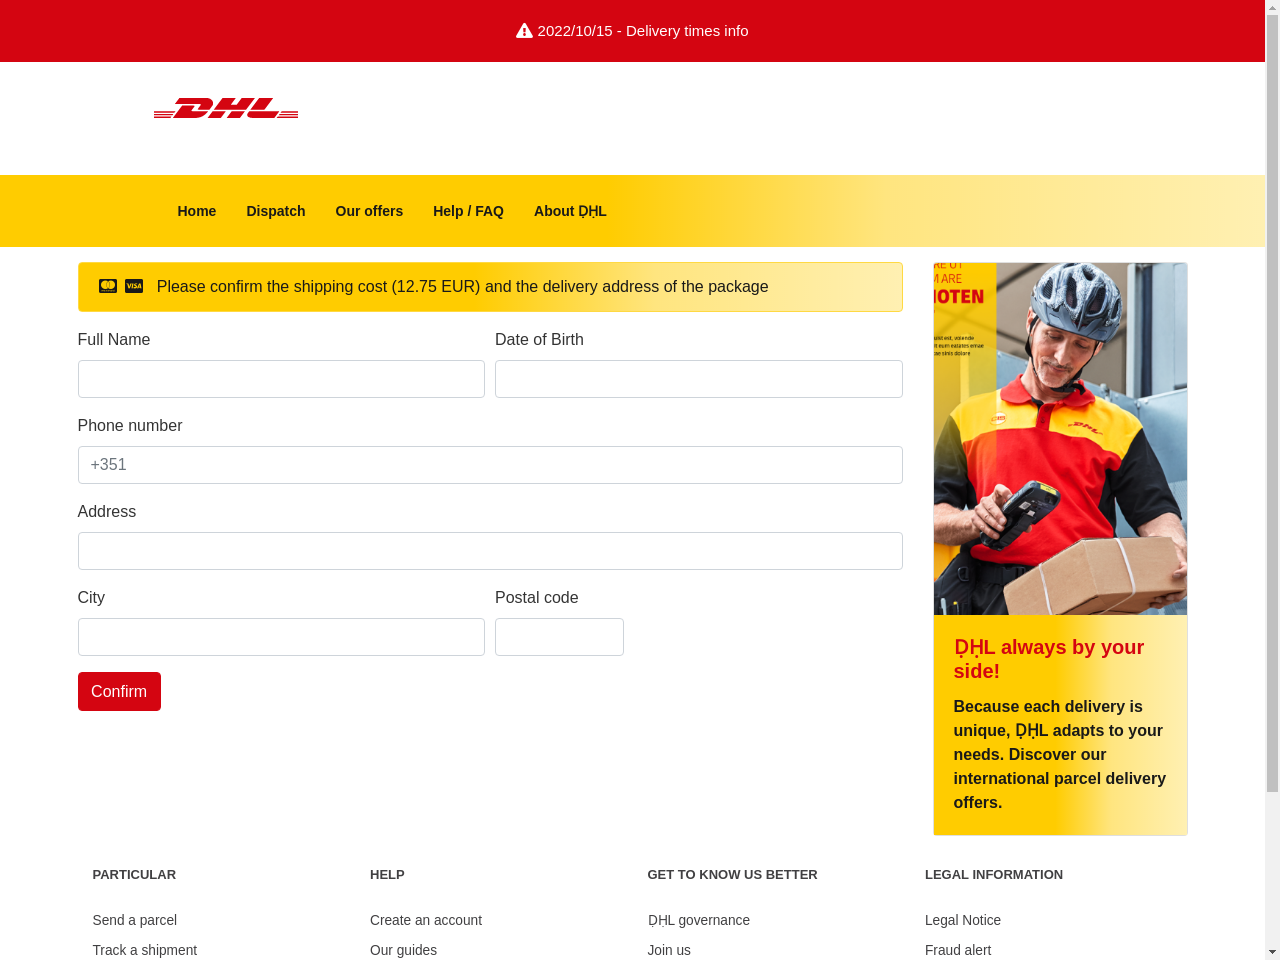 2022/10/15 - Delivery times info
DHL
Home Dispatch Our offers Help / FAQ About ḌḤL
VISA Please confirm the shipping cost (12.75 EUR) and the delivery address of the package
Full Name Date of Birth
Phone number
+351
Address
City Postal code
Confirm
M ARE
IOTEN
DHL
ḌḤL always by your
side!
Because each delivery is
unique, ḌḤL adapts to your
needs. Discover our
international parcel delivery
offers.
PARTICULAR HELP GET TO KNOW US BETTER LEGAL INFORMATION
Send a parcel Create an account ḌḤL governance Legal Notice
Track a shipment Our guides Join us Fraud alert